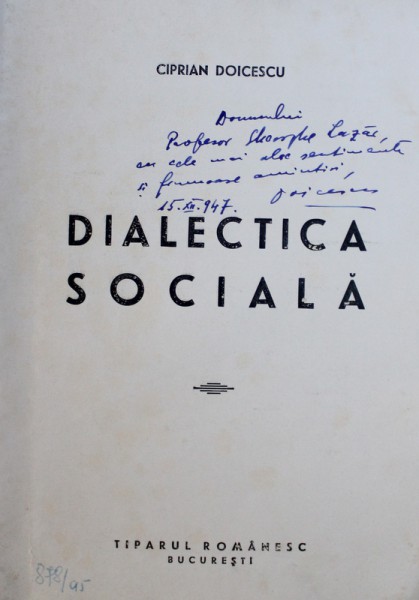 CIPRIAN DOICESCU
Domnului
Profesor Gheorghe Lazăr,
cu cele mai alese sentimente
și frumoase amintiri,
15.XII.947. Doicescu
DIALECTICA
SOCIALĂ
TIPARUL ROMÂNESC
BUCUREȘTI
878/95